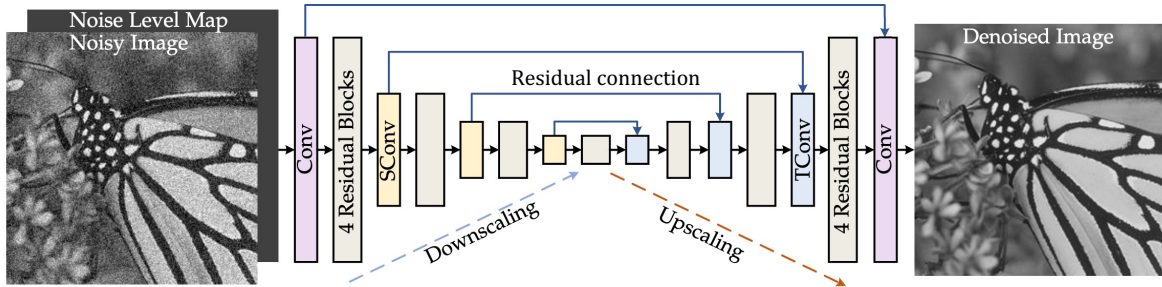 Noise Level Map
Noisy Image
Conv
4 Residual Blocks
SConv
Residual connection
Downscaling
Upscaling
TConv
4 Residual Blocks
Conv
Denoised Image